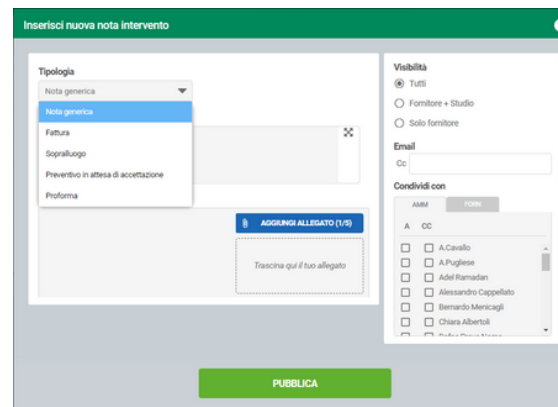 Inserisci nuova nota intervento
Tipologia
Nota generica
Nota generica
Fattura
Sopralluogo
Preventivo in attesa di accettazione
Proforma
AGGIUNGI ALLEGATO (1/5)
Trascina qui il tuo allegato
Visibilità
Tutti
Fornitore + Studio
Solo fornitore
Email
Cc
Condividi con
AMM
FORN
A CC
A.Cavallo
A.Pugliese
Adel Ramadan
Alessandro Cappellato
Bernardo Menicagli
Chiara Albertoli
PUBBLICA